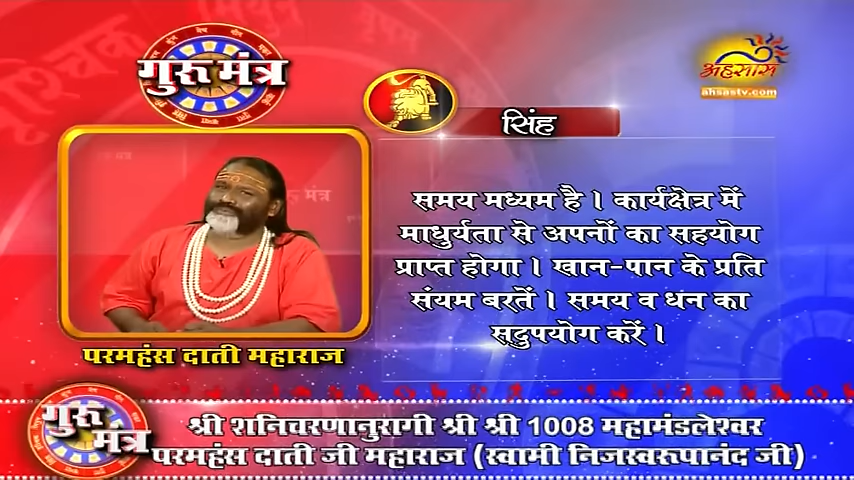 गुरु मंत्र
अहसास
ahsastv.com
सिंह
समय मध्यम है । कार्यक्षेत्र में
माधुर्यता से अपनों का सहयोग
प्राप्त होगा । खान-पान के प्रति
संयम बरतें । समय व धन का
सदुपयोग करें ।
परमहंस दाती महाराज
गुरु
मंत्र
श्री शनिचरणानुरागी श्री श्री 1008 महामंडलेश्वर
परमहंस दाती जी महाराज (स्वामी निजस्वरूपानंद जी)